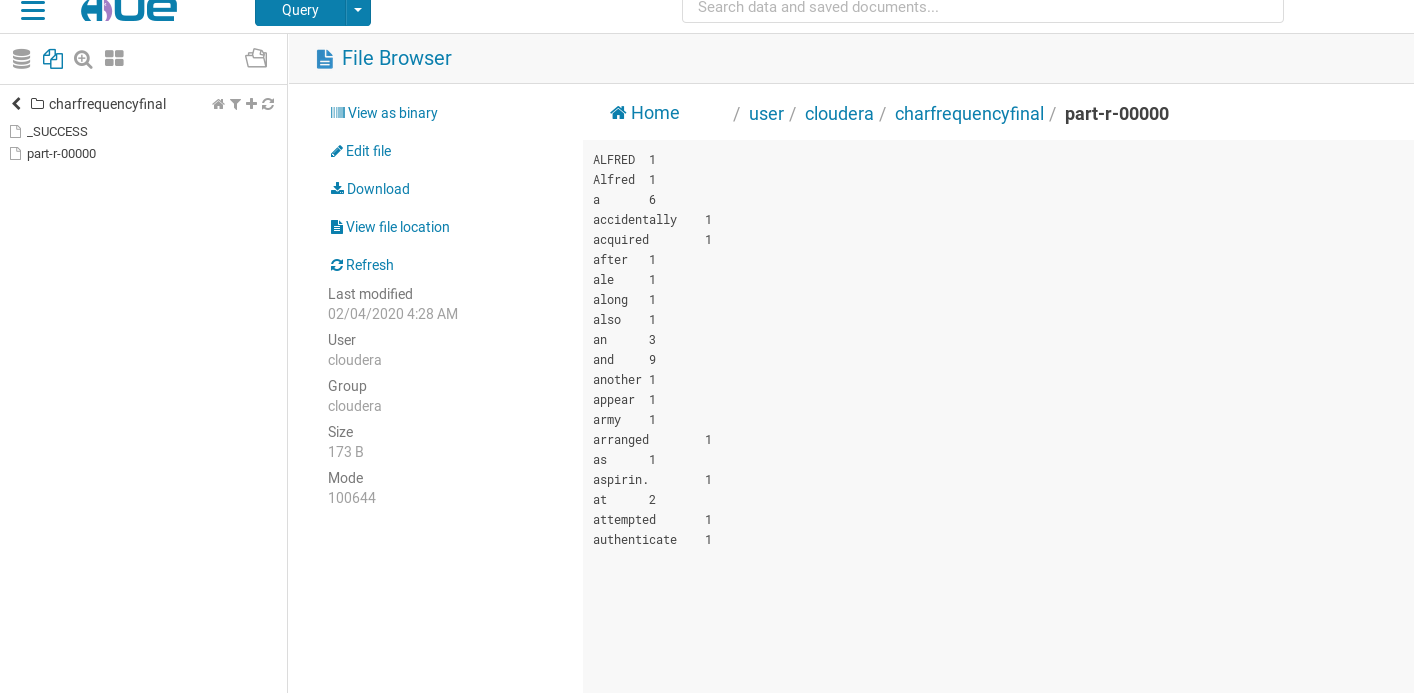 HUE
Query
Search data and saved documents...
File Browser
charfrequencyfinal
_SUCCESS
part-r-00000
View as binary
Edit file
Download
View file location
Refresh
Last modified
02/04/2020 4:28 AM
User
cloudera
Group
cloudera
Size
173 B
Mode
100644
Home / user / cloudera / charfrequencyfinal / part-r-00000
ALFRED 1
Alfred 1
a 6
accidentally 1
acquired 1
after 1
ale 1
along 1
also 1
an 3
and 9
another 1
appear 1
army 1
arranged 1
as 1
aspirin. 1
at 2
attempted 1
authenticate 1